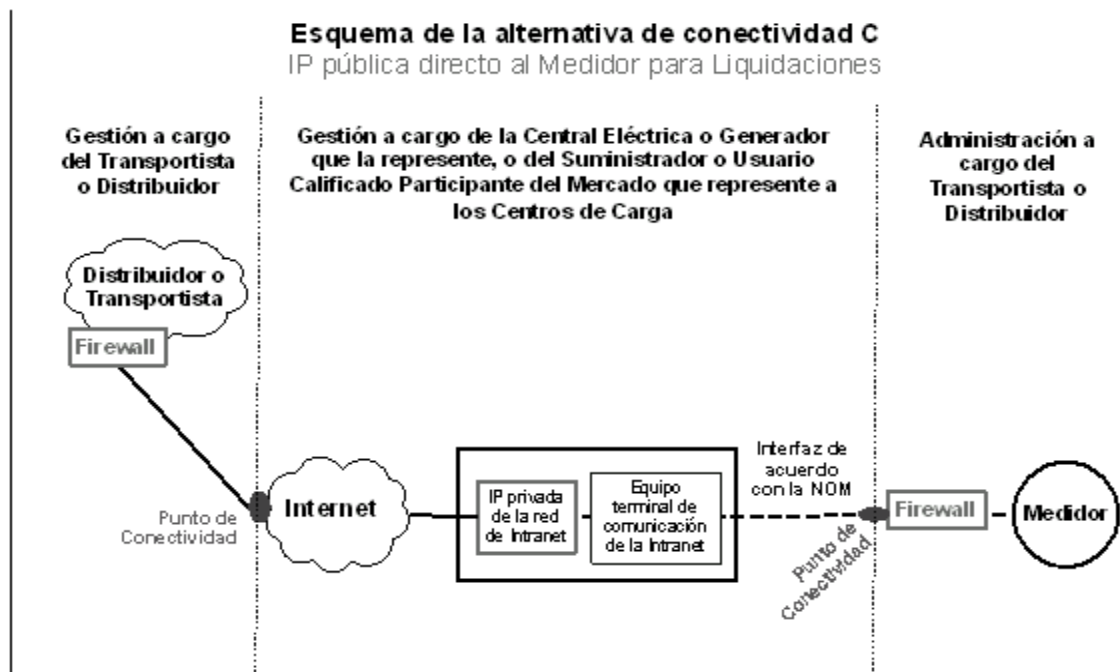 Esquema de la alternativa de conectividad C
IP pública directo al Medidor para Liquidaciones
Gestión a cargo
del Transportista
o Distribuidor
Gestión a cargo de la Central Eléctrica o Generador
que la represente, o del Suministrador o Usuario
Calificado Participante del Mercado que represente a
los Centros de Carga
Administración a
cargo del
Transportista o
Distribuidor
Distribuidor o
Transportista
Firewall
Punto de
Conectividad
Internet
IP privada
de la red
de Intranet
Equipo
terminal de
comunicación
de la Intranet
Interfaz de
acuerdo
con la NOM
Punto de
Conectividad
Firewall
Medidor